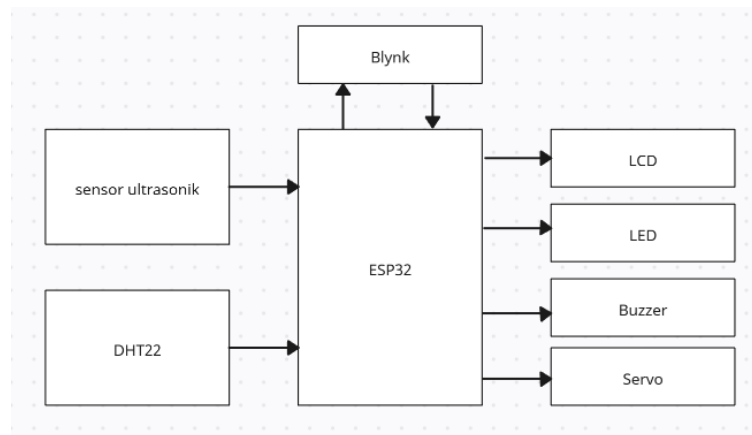 Blynk
sensor ultrasonik
DHT22
ESP32
LCD
LED
Buzzer
Servo